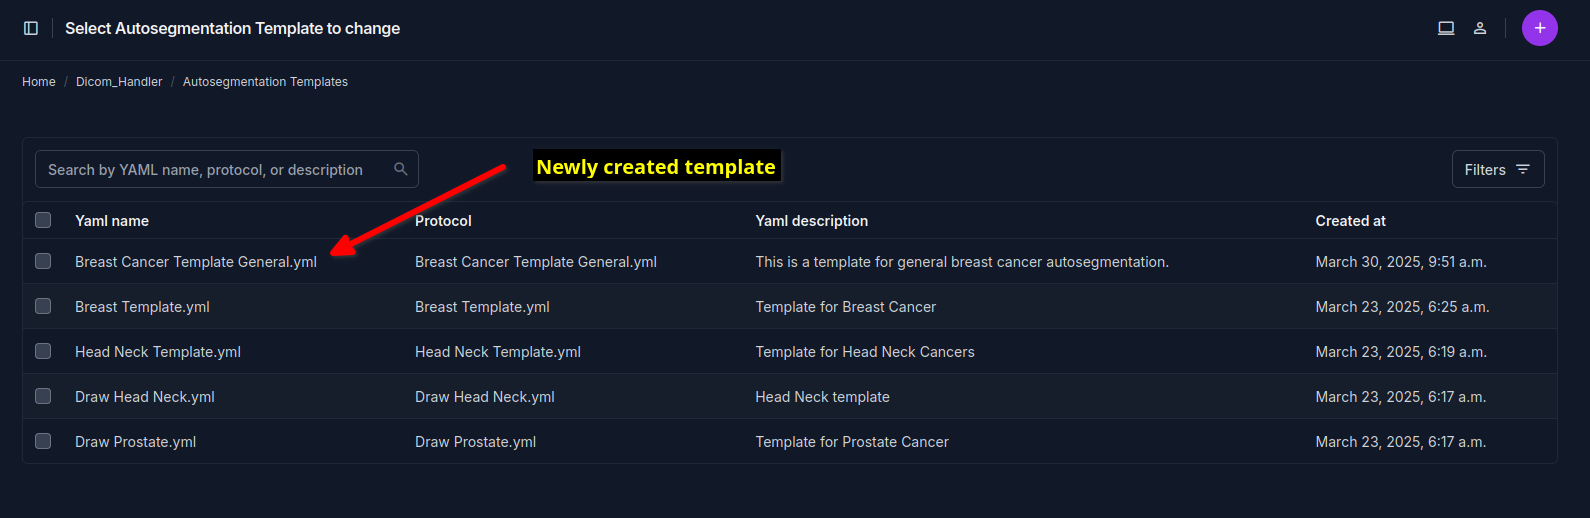 Select Autosegmentation Template to change
Home / Dicom_Handler / Autosegmentation Templates
Search by YAML name, protocol, or description
Newly created template
Filters
Yaml name Protocol Yaml description Created at
Breast Cancer Template General.yml Breast Cancer Template General.yml This is a template for general breast cancer autosegmentation. March 30, 2025, 9:51 a.m.
Breast Template.yml Breast Template.yml Template for Breast Cancer March 23, 2025, 6:25 a.m.
Head Neck Template.yml Head Neck Template.yml Template for Head Neck Cancers March 23, 2025, 6:19 a.m.
Draw Head Neck.yml Draw Head Neck.yml Head Neck template March 23, 2025, 6:17 a.m.
Draw Prostate.yml Draw Prostate.yml Template for Prostate Cancer March 23, 2025, 6:17 a.m.